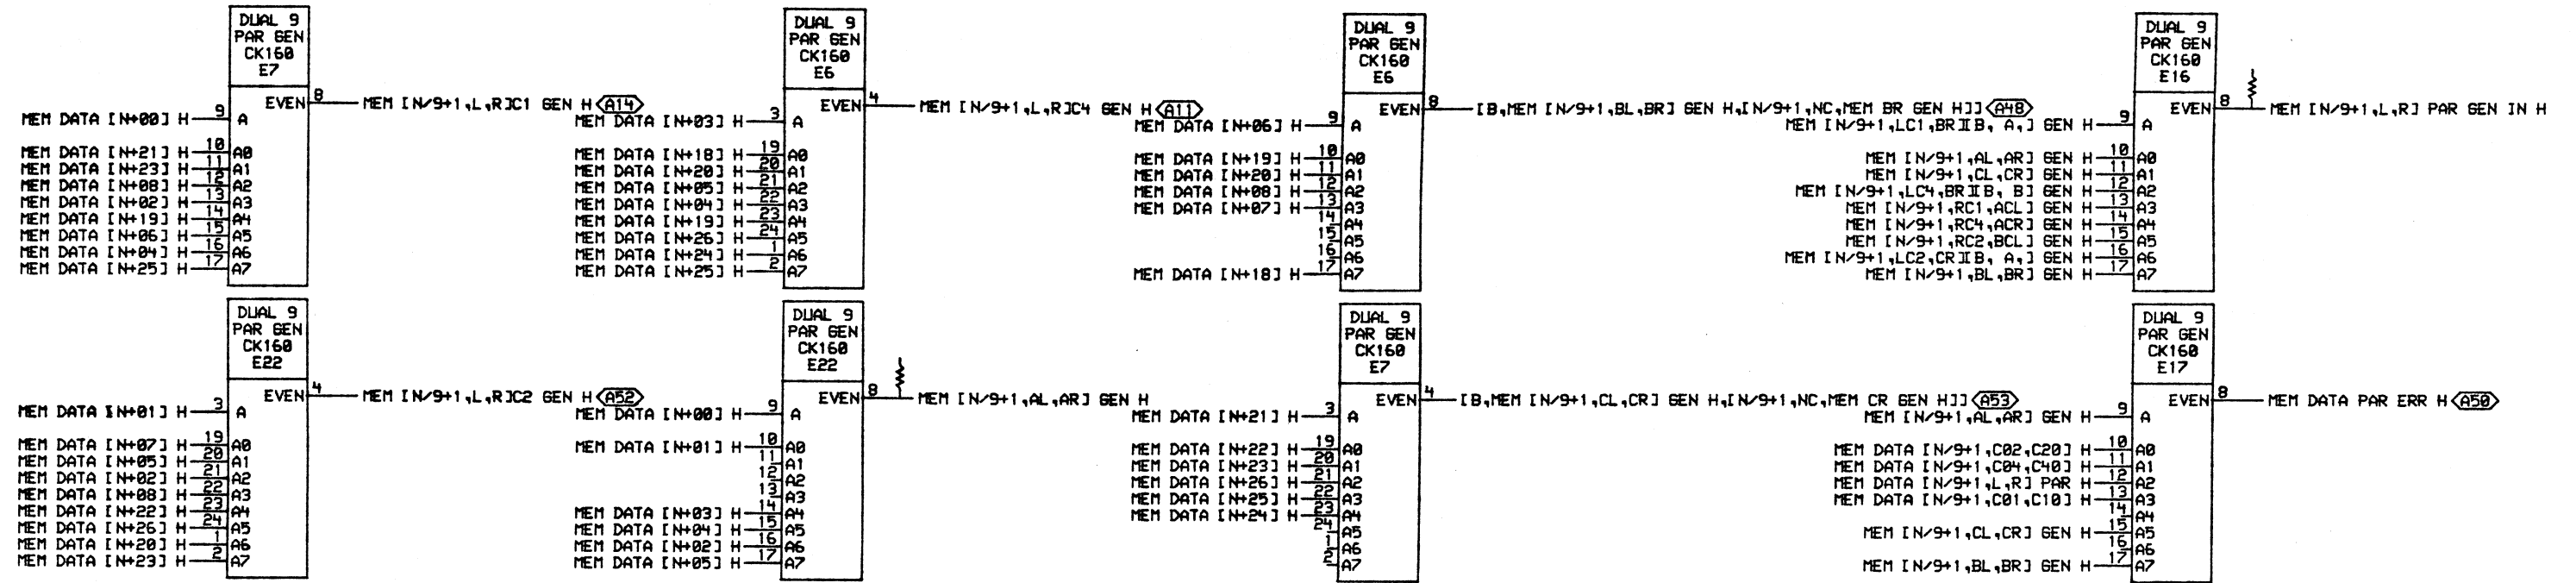 DUAL 9
PAR GEN
CK160
E7
EVEN 8 MEM [N/9+1,L,R]C1 GEN H A14
MEM DATA [N+00] H 9 A
MEM DATA [N+21] H 10 A0
MEM DATA [N+23] H 11 A1
MEM DATA [N+08] H 12 A2
MEM DATA [N+02] H 13 A3
MEM DATA [N+19] H 14 A4
MEM DATA [N+06] H 15 A5
MEM DATA [N+04] H 16 A6
MEM DATA [N+25] H 17 A7
DUAL 9
PAR GEN
CK160
E6
EVEN 4 MEM [N/9+1,L,R]C4 GEN H A11
MEM DATA [N+03] H 3 A
MEM DATA [N+18] H 19 A0
MEM DATA [N+20] H 20 A1
MEM DATA [N+05] H 21 A2
MEM DATA [N+04] H 22 A3
MEM DATA [N+19] H 23 A4
MEM DATA [N+26] H 24 A5
MEM DATA [N+24] H 1 A6
MEM DATA [N+25] H 2 A7
DUAL 9
PAR GEN
CK160
E6
EVEN 8 [B,MEM [N/9+1,BL,BR] GEN H,[N/9+1,NC,MEM BR GEN H]] A48
MEM DATA [N+06] H 9 A
MEM DATA [N+19] H 10 A0
MEM DATA [N+20] H 11 A1
MEM DATA [N+08] H 12 A2
MEM DATA [N+07] H 13 A3
14 A4
15 A5
16 A6
MEM DATA [N+18] H 17 A7
DUAL 9
PAR GEN
CK160
E16
EVEN 8 MEM [N/9+1,L,R] PAR GEN IN H
MEM [N/9+1,LC1,BR][B, A,] GEN H 9 A
MEM [N/9+1,AL,AR] GEN H 10 A0
MEM [N/9+1,CL,CR] GEN H 11 A1
MEM [N/9+1,LC4,BR][B, B] GEN H 12 A2
MEM [N/9+1,RC1,ACL] GEN H 13 A3
MEM [N/9+1,RC4,ACR] GEN H 14 A4
MEM [N/9+1,RC2,BCL] GEN H 15 A5
MEM [N/9+1,LC2,CR][B, A,] GEN H 16 A6
MEM [N/9+1,BL,BR] GEN H 17 A7
DUAL 9
PAR GEN
CK160
E22
EVEN 4 MEM [N/9+1,L,R]C2 GEN H A52
MEM DATA [N+01] H 3 A
MEM DATA [N+07] H 19 A0
MEM DATA [N+05] H 20 A1
MEM DATA [N+02] H 21 A2
MEM DATA [N+08] H 22 A3
MEM DATA [N+22] H 23 A4
MEM DATA [N+26] H 24 A5
MEM DATA [N+20] H 1 A6
MEM DATA [N+23] H 2 A7
DUAL 9
PAR GEN
CK160
E22
EVEN 8 MEM [N/9+1,AL,AR] GEN H
MEM DATA [N+00] H 9 A
MEM DATA [N+01] H 10 A0
11 A1
12 A2
13 A3
MEM DATA [N+03] H 14 A4
MEM DATA [N+04] H 15 A5
MEM DATA [N+02] H 16 A6
MEM DATA [N+05] H 17 A7
DUAL 9
PAR GEN
CK160
E7
EVEN 4 [B,MEM [N/9+1,CL,CR] GEN H,[N/9+1,NC,MEM CR GEN H]] A53
MEM DATA [N+21] H 3 A
MEM DATA [N+22] H 19 A0
MEM DATA [N+23] H 20 A1
MEM DATA [N+26] H 21 A2
MEM DATA [N+25] H 22 A3
MEM DATA [N+24] H 23 A4
24 A5
1 A6
2 A7
DUAL 9
PAR GEN
CK160
E17
EVEN 8 MEM DATA PAR ERR H A50
MEM [N/9+1,AL,AR] GEN H 9 A
MEM DATA [N/9+1,C02,C20] H 10 A0
MEM DATA [N/9+1,C04,C40] H 11 A1
MEM DATA [N/9+1,L,R] PAR H 12 A2
MEM DATA [N/9+1,C01,C10] H 13 A3
14 A4
MEM [N/9+1,CL,CR] GEN H 15 A5
16 A6
MEM [N/9+1,BL,BR] GEN H 17 A7